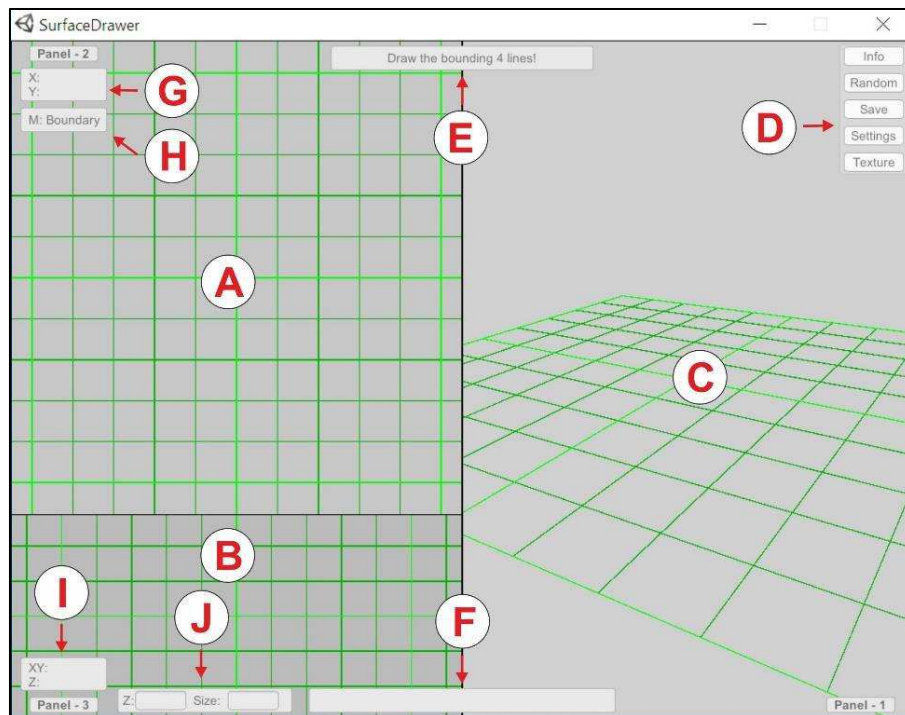 SurfaceDrawer
Panel - 2
Draw the bounding 4 lines!
Info
X:
Y:
G
Random
M: Boundary
E
D
Save
H
Settings
Texture
A
C
B
I
J
F
XY:
Z:
Z: Size:
Panel - 3
Panel - 1